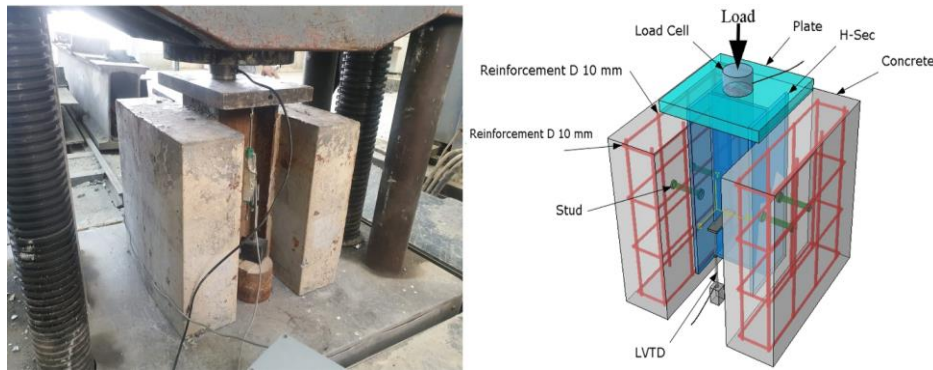 Load
Load Cell
Plate
H-Sec
Concrete
Reinforcement D 10 mm
Reinforcement D 10 mm
Stud
LVTD